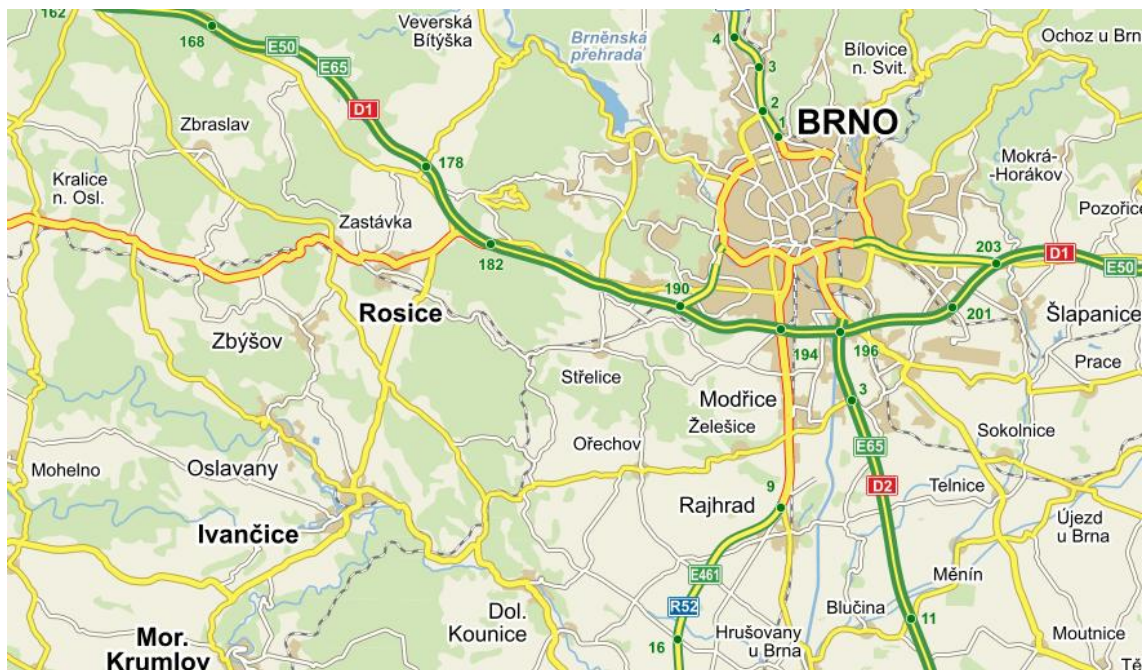 162
168
E50
E65
D1
Veverská
Bítýška
Brněnská
přehrada
4
3
2
1
Bílovice
n. Svit.
Ochoz u Brn
BRNO
Zbraslav
178
Kralice
n. Osl.
Zastávka
Mokrá-
-Horákov
Pozořice
182
190
203
D1
E50
Rosice
201
Šlapanice
Zbýšov
194
196
Prace
Střelice
Modřice
3
Želešice
Ořechov
Sokolnice
E65
Mohelno
Oslavany
D2
Telnice
9
Rajhrad
Ivančice
Újezd
u Brna
E461
Měnín
R52
Dol.
Kounice
Blučina
11
Mor.
Krumlov
16
Hrušovany
u Brna
Moutnice
Tě